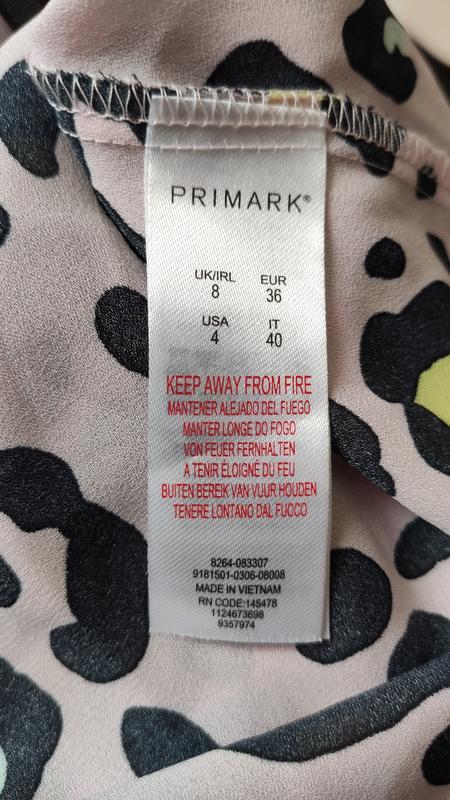 PRIMARK®
UK/IRL EUR
8 36
USA IT
4 40
KEEP AWAY FROM FIRE
MANTENER ALEJADO DEL FUEGO
MANTER LONGE DO FOGO
VON FEUER FERNHALTEN
A TENIR ÉLOIGNÉ DU FEU
BUITEN BEREIK VAN VUUR HOUDEN
TENERE LONTANO DAL FUOCO
8264-083307
9181501-0306-08008
MADE IN VIETNAM
RN CODE:145478
1124673698
9357974